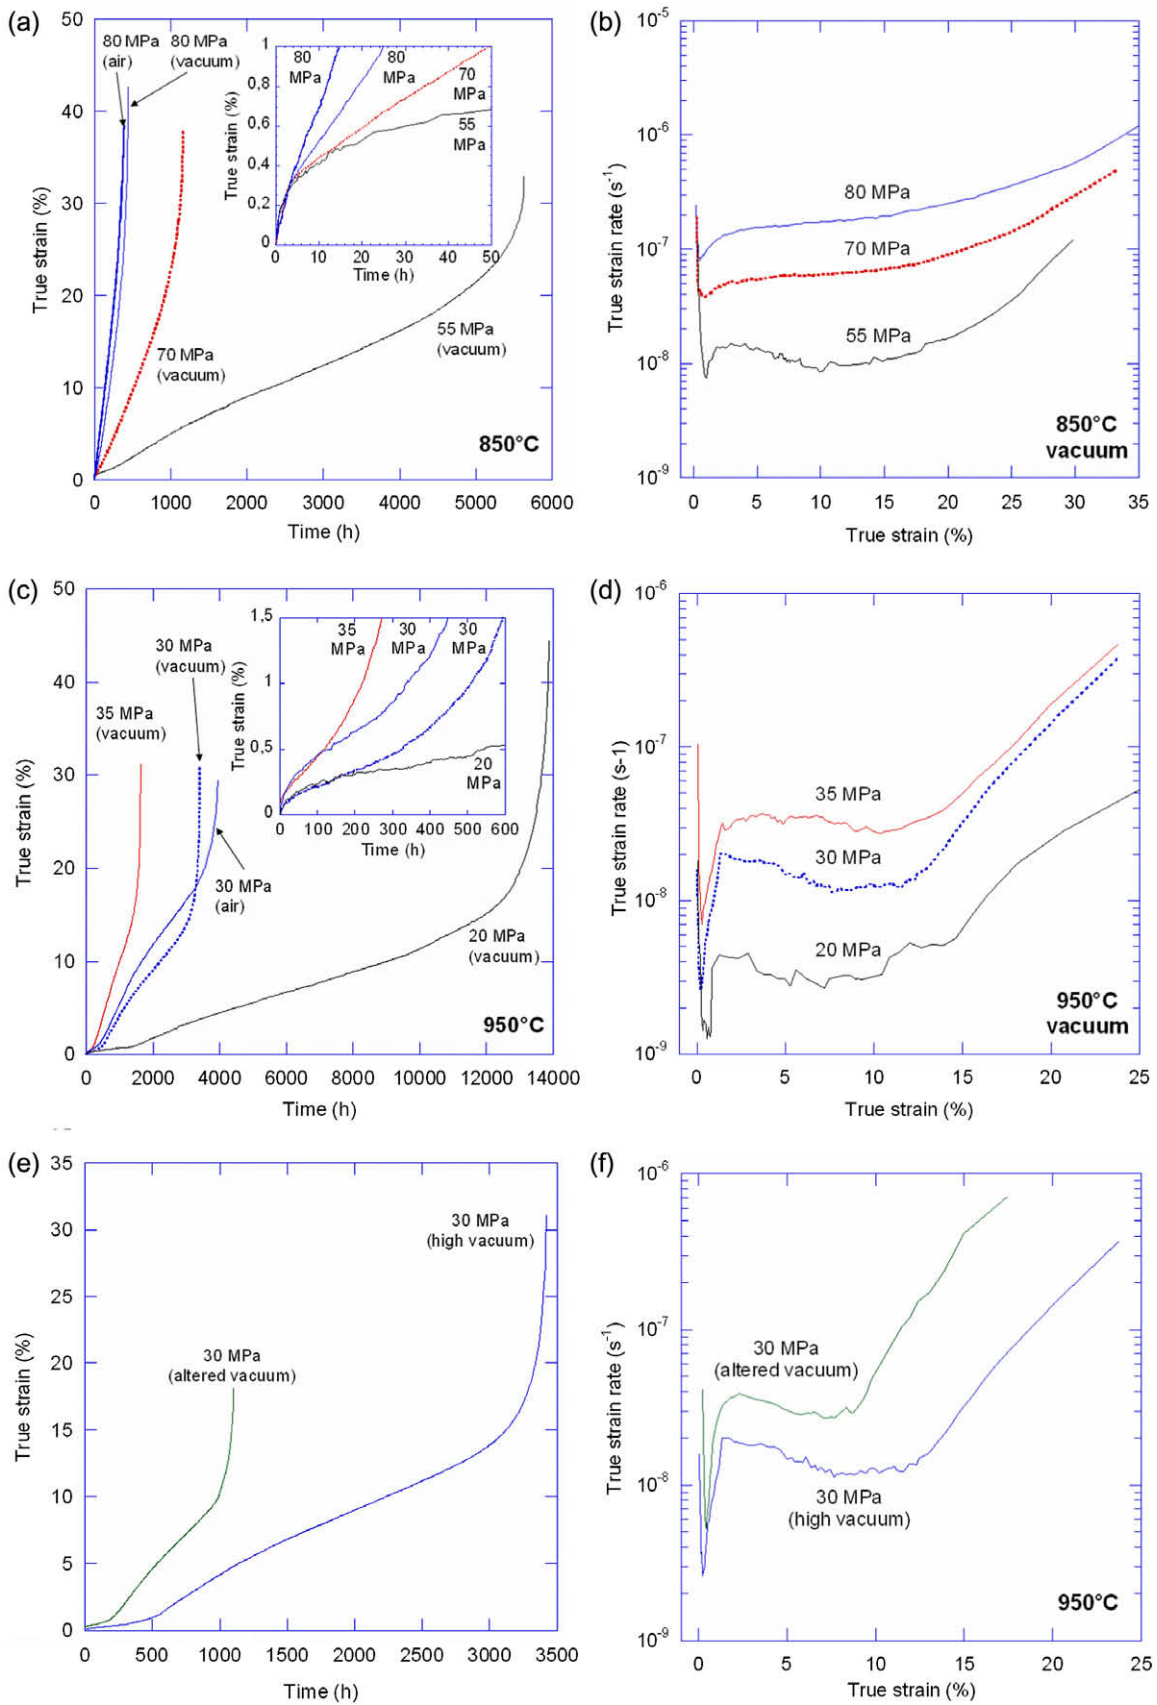 (a)
50
40
30
20
10
0
True strain (%)
80 MPa
(air)
80 MPa
(vacuum)
70 MPa
(vacuum)
55 MPa
(vacuum)
850°C
0 1000 2000 3000 4000 5000 6000
Time (h)
1
0,8
0,6
0,4
0,2
0
True strain (%)
80
MPa
80
MPa
70
MPa
55
MPa
0 10 20 30 40 50
Time (h)
(b)
10-5
10-6
10-7
10-8
10-9
True strain rate (s-1)
80 MPa
70 MPa
55 MPa
850°C
vacuum
0 5 10 15 20 25 30 35
True strain (%)
(c)
50
40
30
20
10
0
True strain (%)
30 MPa
(vacuum)
35 MPa
(vacuum)
30 MPa
(air)
20 MPa
(vacuum)
950°C
0 2000 4000 6000 8000 10000 12000 14000
Time (h)
1,5
1
0,5
0
True strain (%)
35
MPa
30
MPa
30
MPa
20
MPa
0 100 200 300 400 500 600
Time (h)
(d)
10-6
10-7
10-8
10-9
True strain rate (s-1)
35 MPa
30 MPa
20 MPa
950°C
vacuum
0 5 10 15 20 25
True strain (%)
(e)
35
30
25
20
15
10
5
0
True strain (%)
30 MPa
(high vacuum)
30 MPa
(altered vacuum)
0 500 1000 1500 2000 2500 3000 3500
Time (h)
(f)
10-6
10-7
10-8
10-9
True strain rate (s-1)
30 MPa
(altered vacuum)
30 MPa
(high vacuum)
950°C
0 5 10 15 20 25
True strain (%)